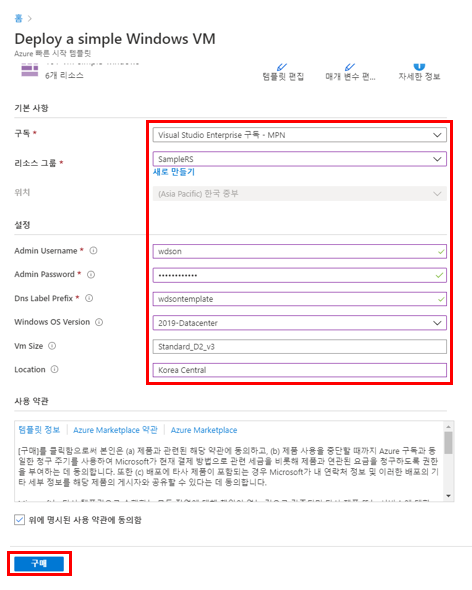 홈
Deploy a simple Windows VM
Azure 빠른 시작 템플릿
6개 리소스
템플릿 편집
매개 변수 편...
자세한 정보
기본 사항
구독 *
Visual Studio Enterprise 구독 - MPN
리소스 그룹 *
SampleRS
새로 만들기
위치
(Asia Pacific) 한국 중부
설정
Admin Username *
wdson
Admin Password *
••••••••••••
Dns Label Prefix *
wdsontemplate
Windows OS Version
2019-Datacenter
Vm Size
Standard_D2_v3
Location
Korea Central
사용 약관
템플릿 정보 | Azure Marketplace 약관 | Azure Marketplace
[구매]를 클릭함으로써 본인은 (a) 제품과 관련된 해당 약관에 동의하고, (b) 제품 사용을 중단할 때까지 Azure 구독과 동
일한 청구 주기를 사용하여 Microsoft가 현재 결제 방법으로 관련 세금을 비롯해 제품과 연관된 요금을 청구하도록 권한
을 부여하는 데 동의합니다. 또한 (c) 배포에 타사 제품이 포함되는 경우 Microsoft가 내 연락처 정보 및 이러한 배포의 기
타 세부 정보를 해당 제품의 게시자와 공유할 수 있다는 데 동의합니다.
위에 명시된 사용 약관에 동의함
구매